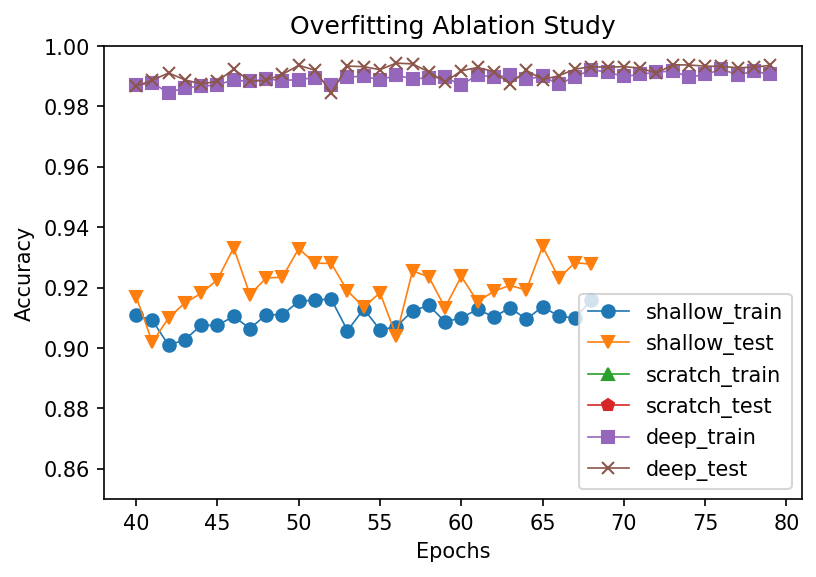 Overfitting Ablation Study
Accuracy
1.00
0.98
0.96
0.94
0.92
0.90
0.88
0.86
shallow_train
shallow_test
scratch_train
scratch_test
deep_train
deep_test
40 45 50 55 60 65 70 75 80
Epochs